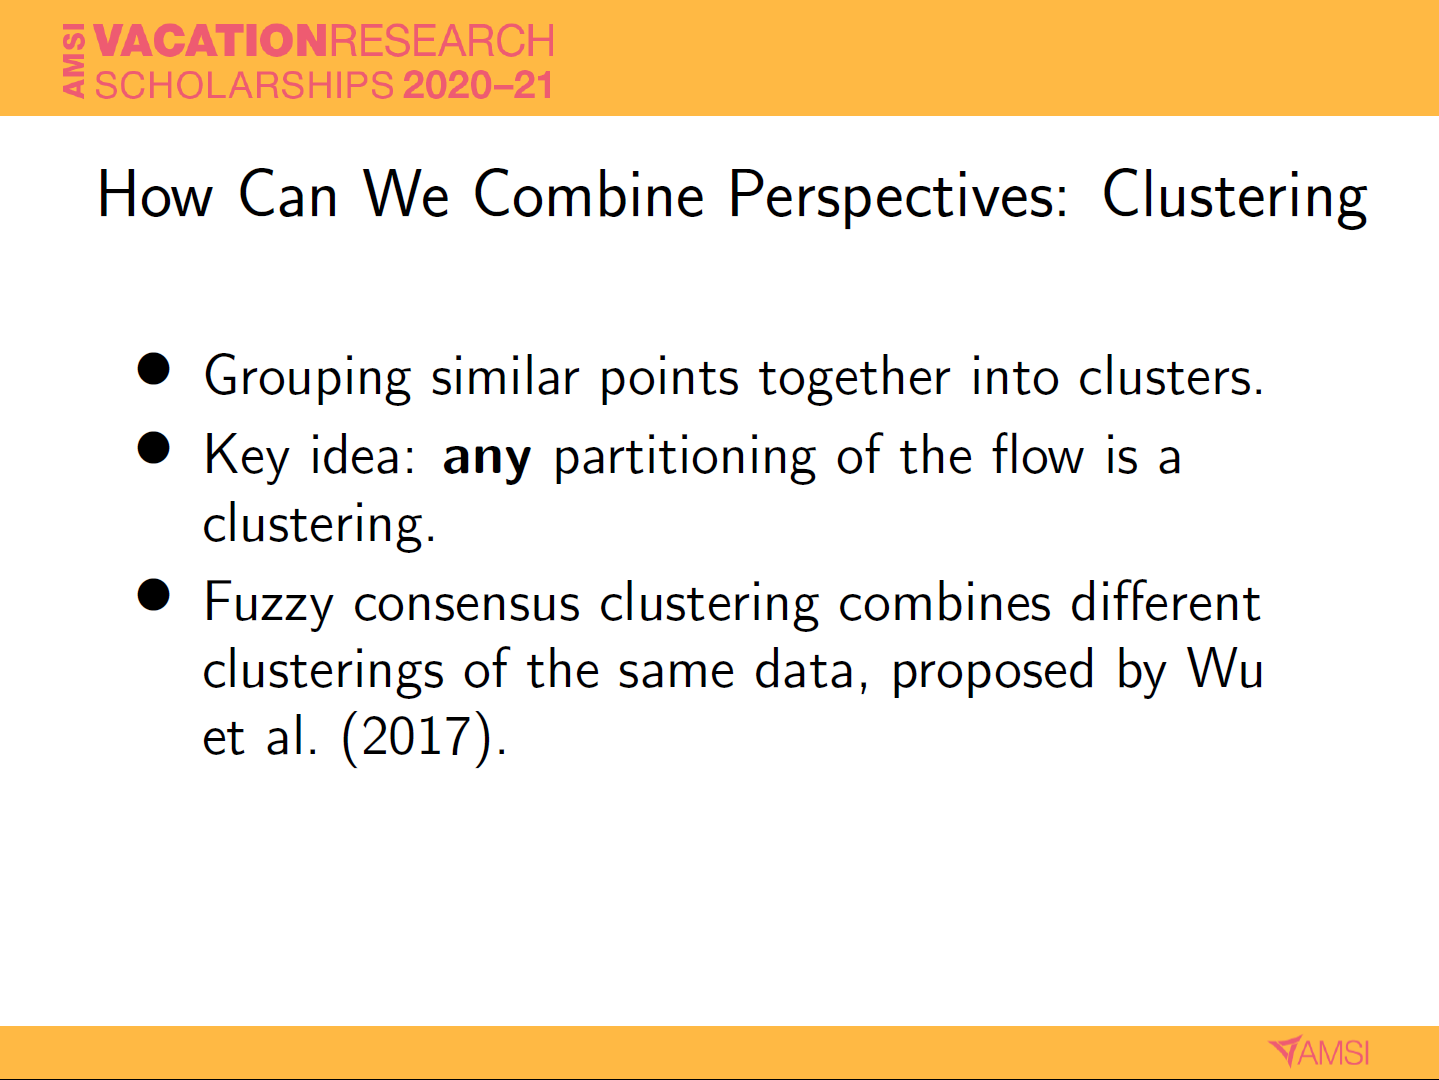 AMSI
VACATIONRESEARCH
SCHOLARSHIPS 2020–21
How Can We Combine Perspectives: Clustering
• Grouping similar points together into clusters.
• Key idea: any partitioning of the flow is a
clustering.
• Fuzzy consensus clustering combines different
clusterings of the same data, proposed by Wu
et al. (2017).
AMSI